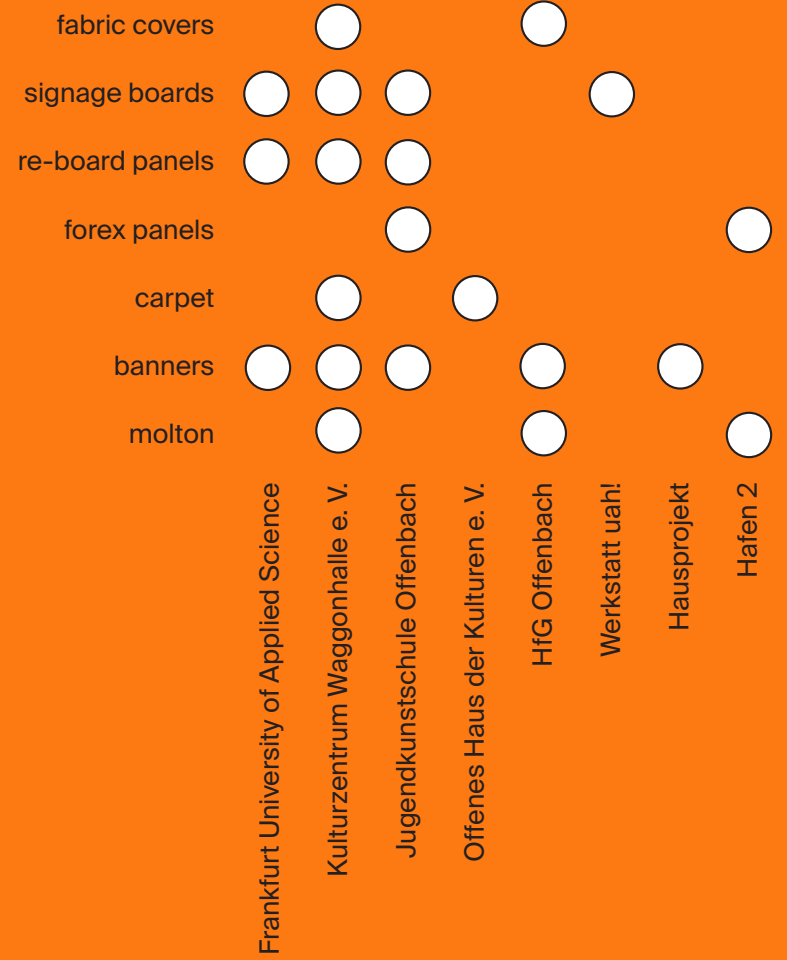 fabric covers
signage boards
re-board panels
forex panels
carpet
banners
molton
Frankfurt University of Applied Science
Kulturzentrum Waggonhalle e. V.
Jugendkunstschule Offenbach
Offenes Haus der Kulturen e. V.
HfG Offenbach
Werkstatt uah!
Hausprojekt
Hafen 2